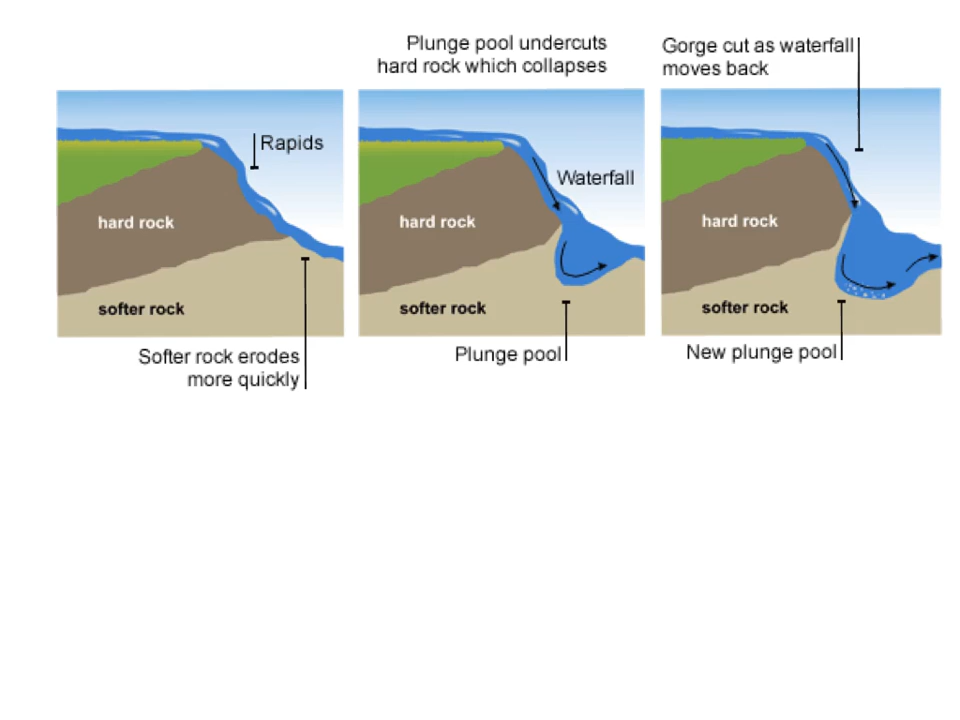 Plunge pool undercuts
hard rock which collapses
Gorge cut as waterfall
moves back
Rapids
hard rock
softer rock
Softer rock erodes
more quickly
Waterfall
hard rock
softer rock
Plunge pool
hard rock
softer rock
New plunge pool